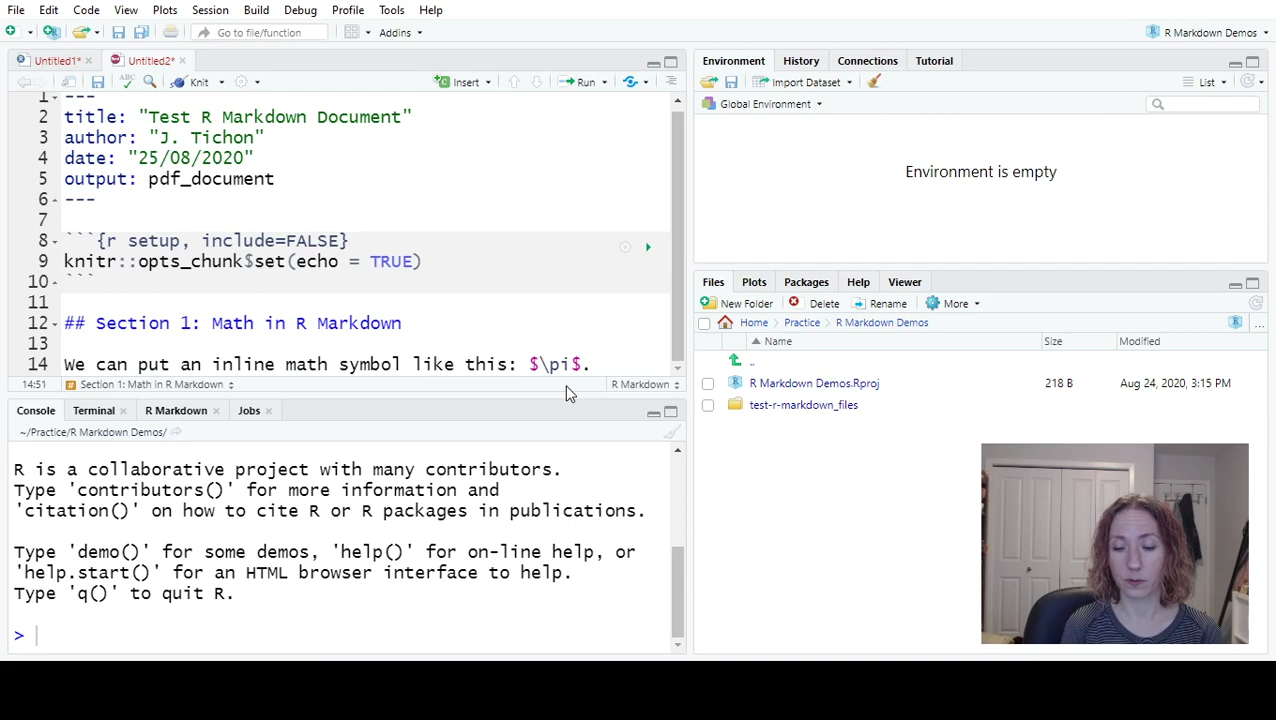 File Edit Code View Plots Session Build Debug Profile Tools Help
Go to file/function Addins R Markdown Demos
Untitled1* Untitled2*
ABC Knit Insert Run
1 ---
2 title: "Test R Markdown Document"
3 author: "J. Tichon"
4 date: "25/08/2020"
5 output: pdf_document
6 ---
7
8 ```{r setup, include=FALSE}
9 knitr::opts_chunk$set(echo = TRUE)
10 ```
11
12 ## Section 1: Math in R Markdown
13
14 We can put an inline math symbol like this: $\pi$.
14:51 # Section 1: Math in R Markdown R Markdown
Console Terminal R Markdown Jobs
~/Practice/R Markdown Demos/
R is a collaborative project with many contributors.
Type 'contributors()' for more information and
'citation()' on how to cite R or R packages in publications.
Type 'demo()' for some demos, 'help()' for on-line help, or
'help.start()' for an HTML browser interface to help.
Type 'q()' to quit R.
>
Environment History Connections Tutorial
Import Dataset List
Global Environment
Environment is empty
Files Plots Packages Help Viewer
New Folder Delete Rename More
Home Practice R Markdown Demos ...
Name Size Modified
..
R Markdown Demos.Rproj 218 B Aug 24, 2020, 3:15 PM
test-r-markdown_files